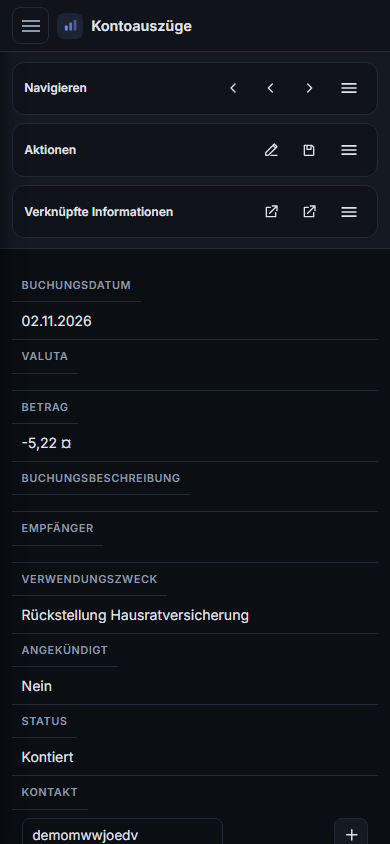 Kontoauszüge
Navigieren
Aktionen
Verknüpfte Informationen
BUCHUNGSDATUM
02.11.2026
VALUTA
BETRAG
-5,22 ¤
BUCHUNGSBESCHREIBUNG
EMPFÄNGER
VERWENDUNGSZWECK
Rückstellung Hausratversicherung
ANGEKÜNDIGT
Nein
STATUS
Kontiert
KONTAKT
demomwwjoedv